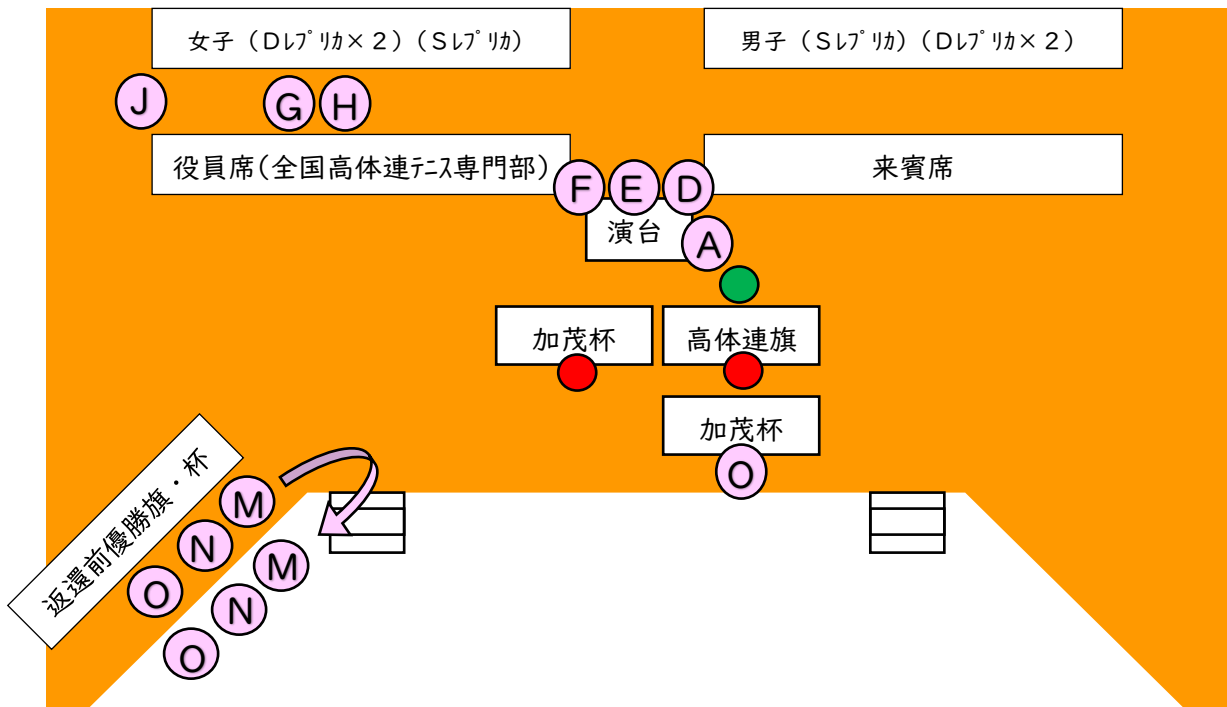 女子（Ｄﾚﾌﾟﾘｶ×２）（Ｓﾚﾌﾟﾘｶ）
男子（Ｓﾚﾌﾟﾘｶ）（Ｄﾚﾌﾟﾘｶ×２）
J
G
H
役員席(全国高体連ﾃﾆｽ専門部)
来賓席
F
E
D
演台
A
加茂杯
高体連旗
加茂杯
O
返還前優勝旗・杯
M
N
O
M
N
O